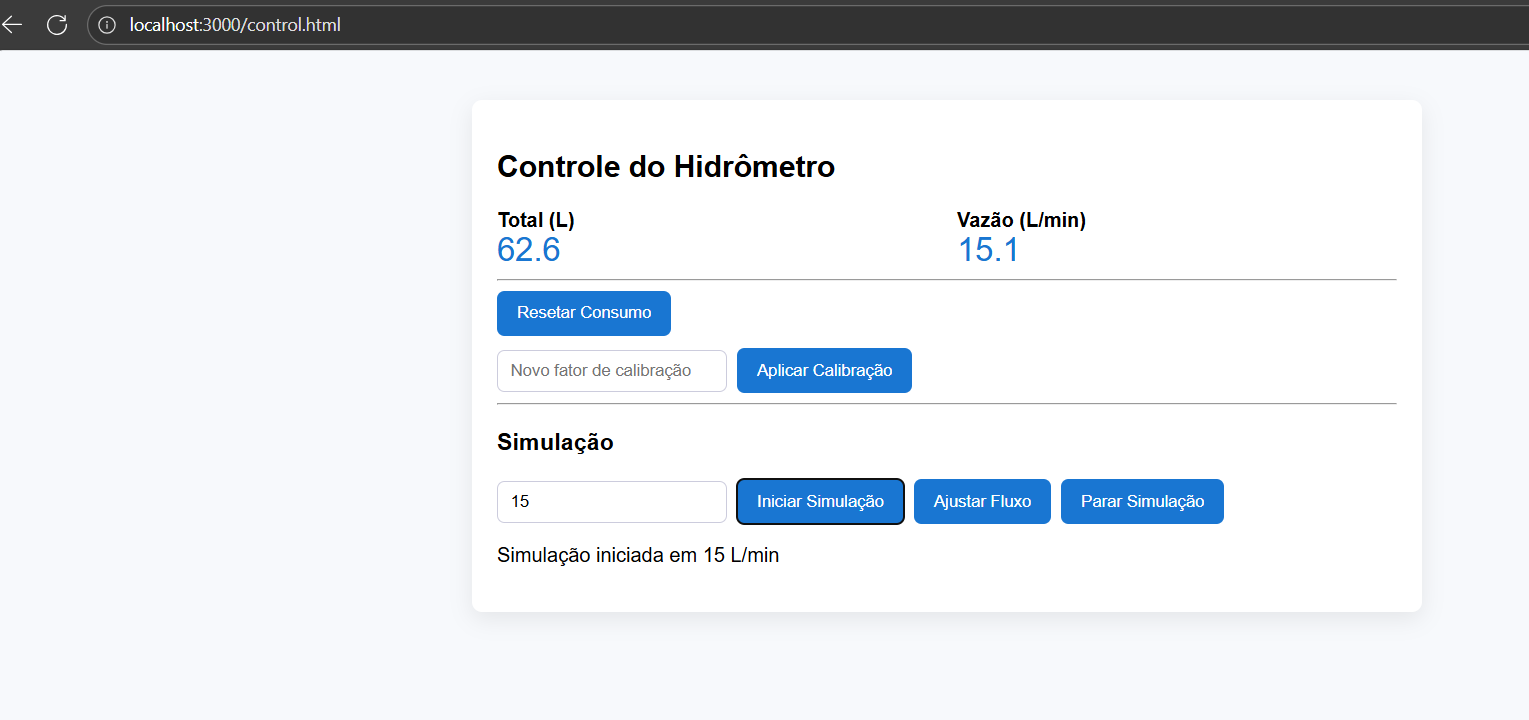 localhost:3000/control.html
Controle do Hidrômetro
Total (L)
Vazão (L/min)
62.6
15.1
Resetar Consumo
Novo fator de calibração
Aplicar Calibração
Simulação
15
Iniciar Simulação
Ajustar Fluxo
Parar Simulação
Simulação iniciada em 15 L/min